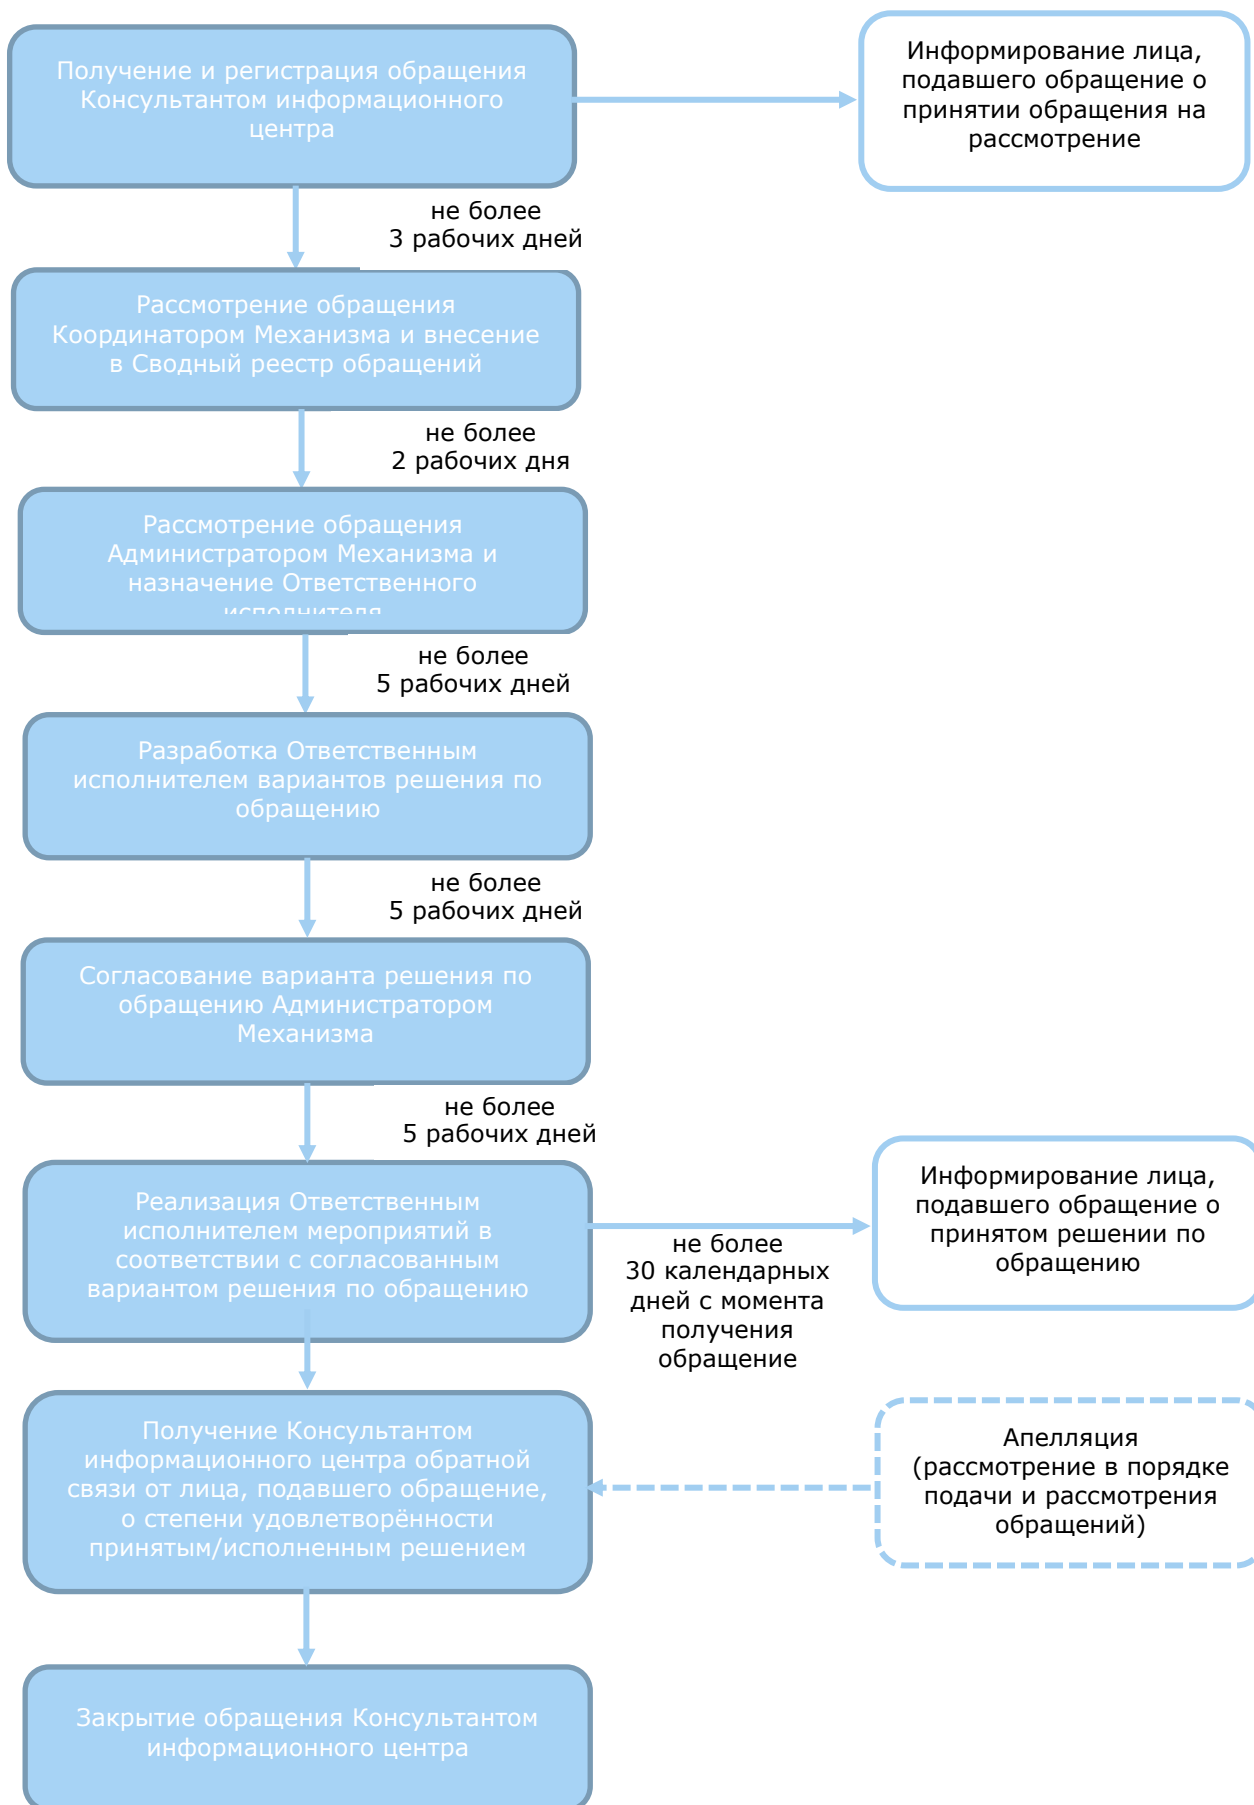 Получение и регистрация обращения
Консультантом информационного
центра
Информирование лица,
подавшего обращение о
принятии обращения на
рассмотрение
не более
3 рабочих дней
Рассмотрение обращения
Координатором Механизма и внесение
в Сводный реестр обращений
не более
2 рабочих дня
Рассмотрение обращения
Администратором Механизма и
назначение Ответственного
исполнителя
не более
5 рабочих дней
Разработка Ответственным
исполнителем вариантов решения по
обращению
не более
5 рабочих дней
Согласование варианта решения по
обращению Администратором
Механизма
не более
5 рабочих дней
Реализация Ответственным
исполнителем мероприятий в
соответствии с согласованным
вариантом решения по обращению
Информирование лица,
подавшего обращение о
принятом решении по
обращению
не более
30 календарных
дней с момента
получения
обращение
Получение Консультантом
информационного центра обратной
связи от лица, подавшего обращение,
о степени удовлетворённости
принятым/исполненным решением
Апелляция
(рассмотрение в порядке
подачи и рассмотрения
обращений)
Закрытие обращения Консультантом
информационного центра